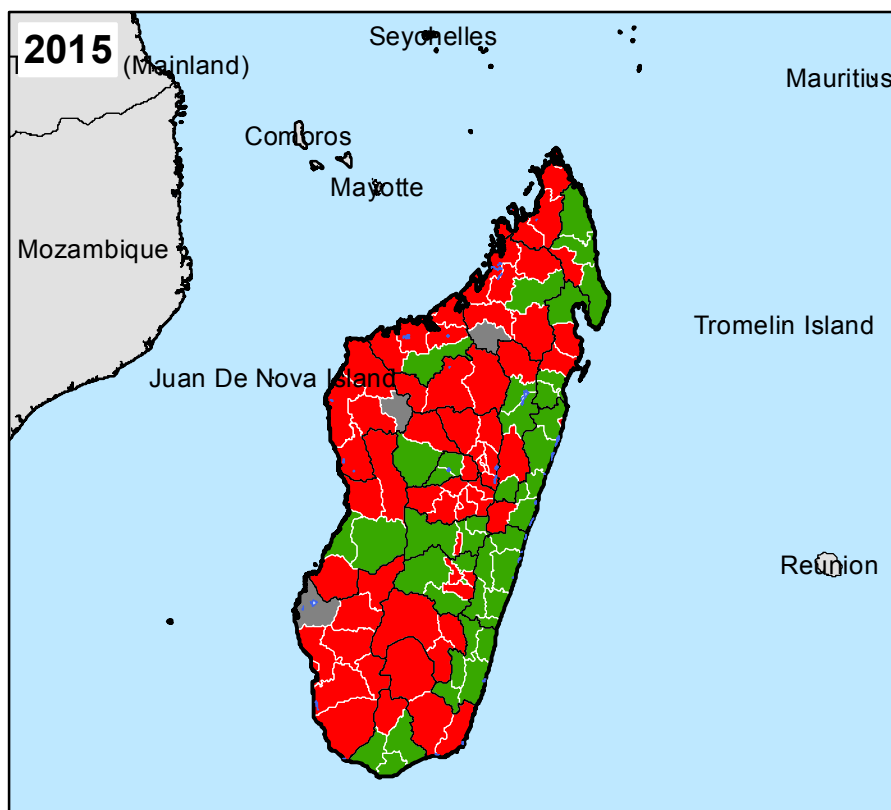 2015
Seychelles
(Mainland)
Mauritius
Comoros
Mayotte
Mozambique
Tromelin Island
Juan De Nova Island
Reunion